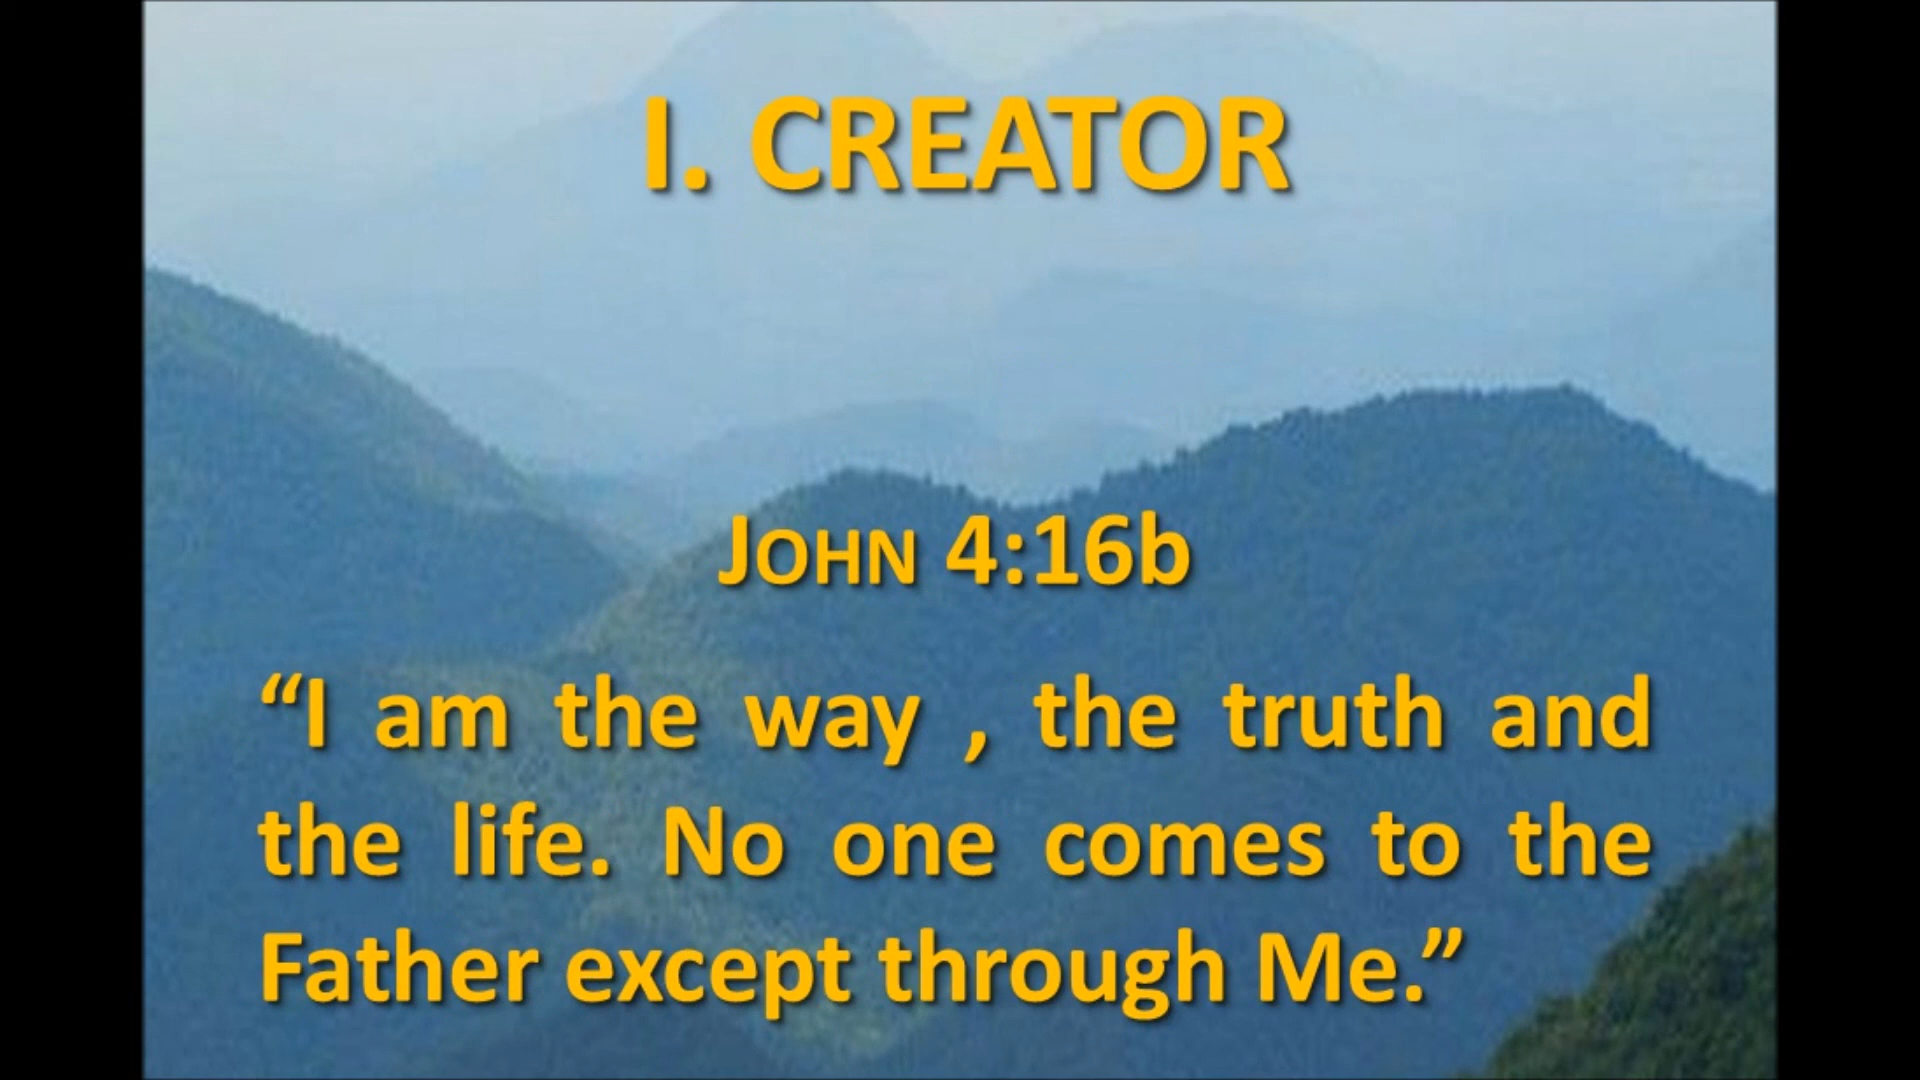 I. CREATOR
JOHN 4:16b
“I am the way , the truth and
the life. No one comes to the
Father except through Me.”